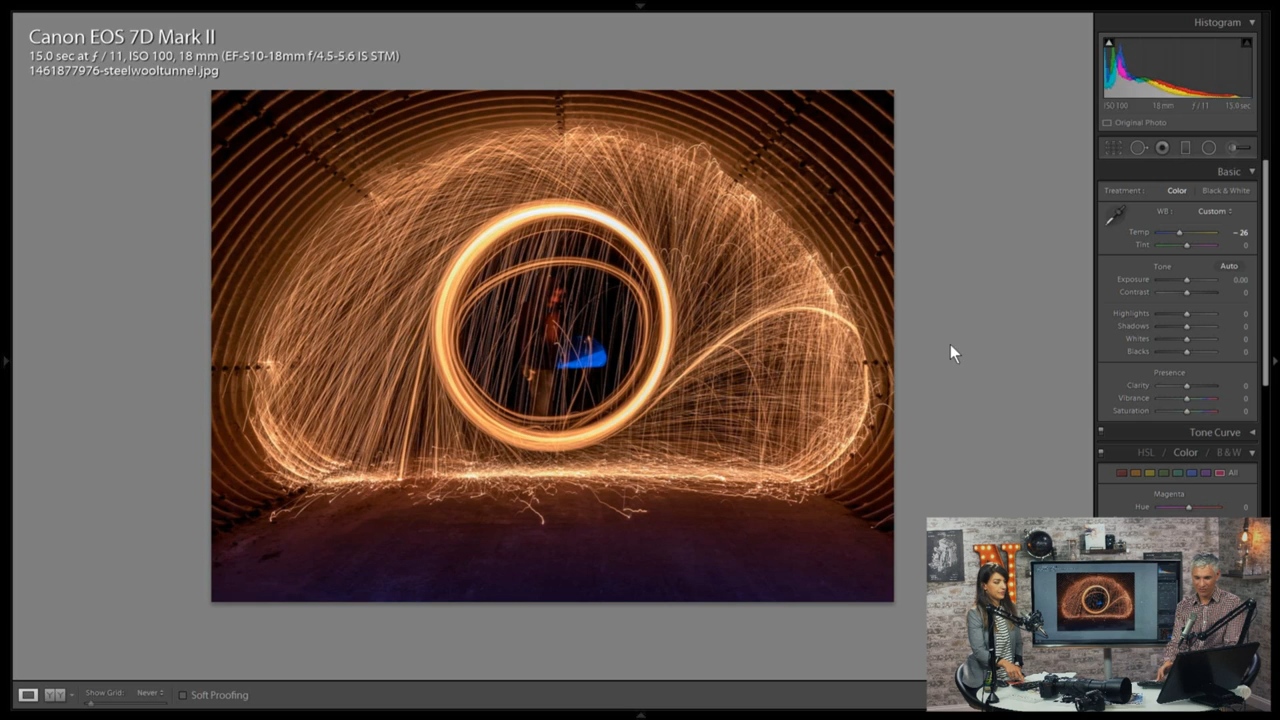 Canon EOS 7D Mark II
15.0 sec at ƒ / 11, ISO 100, 18 mm (EF-S10-18mm f/4.5-5.6 IS STM)
1461877976-steelwooltunnel.jpg
Histogram
ISO 100 18 mm ƒ / 11 15.0 sec
Original Photo
Basic
Treatment: Color Black & White
WB: Custom
Temp - 26
Tint 0
Tone Auto
Exposure 0.00
Contrast 0
Highlights 0
Shadows 0
Whites 0
Blacks 0
Presence
Clarity 0
Vibrance 0
Saturation 0
Tone Curve
HSL / Color / B & W
All
Magenta
Hue 0
N
Show Grid: Never
Soft Proofing